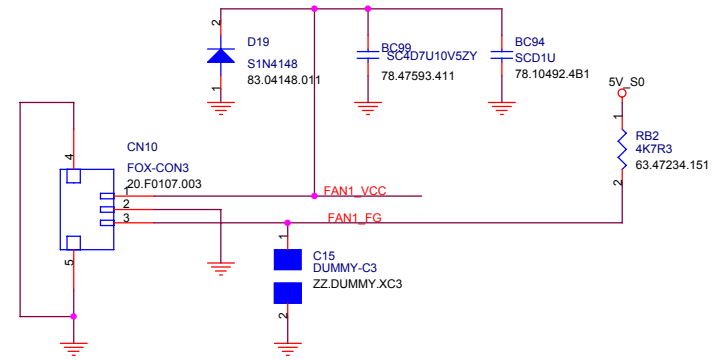 2
D19
S1N4148
83.04148.011
1
BC99
SC4D7U10V5ZY
78.47593.411
BC94
SCD1U
78.10492.4B1
5V_S0
1
RB2
4K7R3
63.47234.151
2
CN10
FOX-CON3
20.F0107.003
4
1
2
3
5
FAN1_VCC
FAN1_FG
1
C15
DUMMY-C3
ZZ.DUMMY.XC3
2